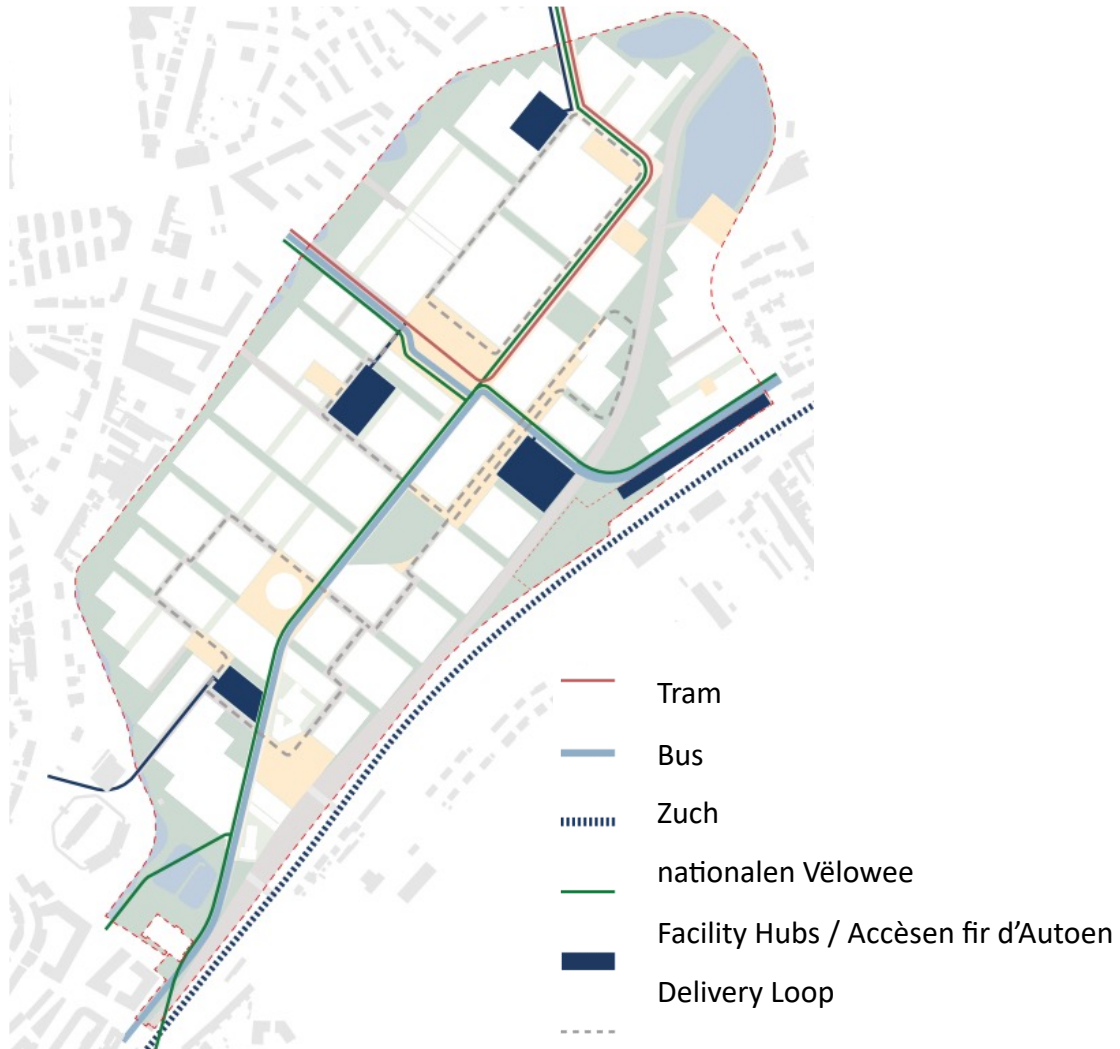 Tram
Bus
Zuch
nationalen Vëlowee
Facility Hubs / Accèsen fir d'Autoen
Delivery Loop